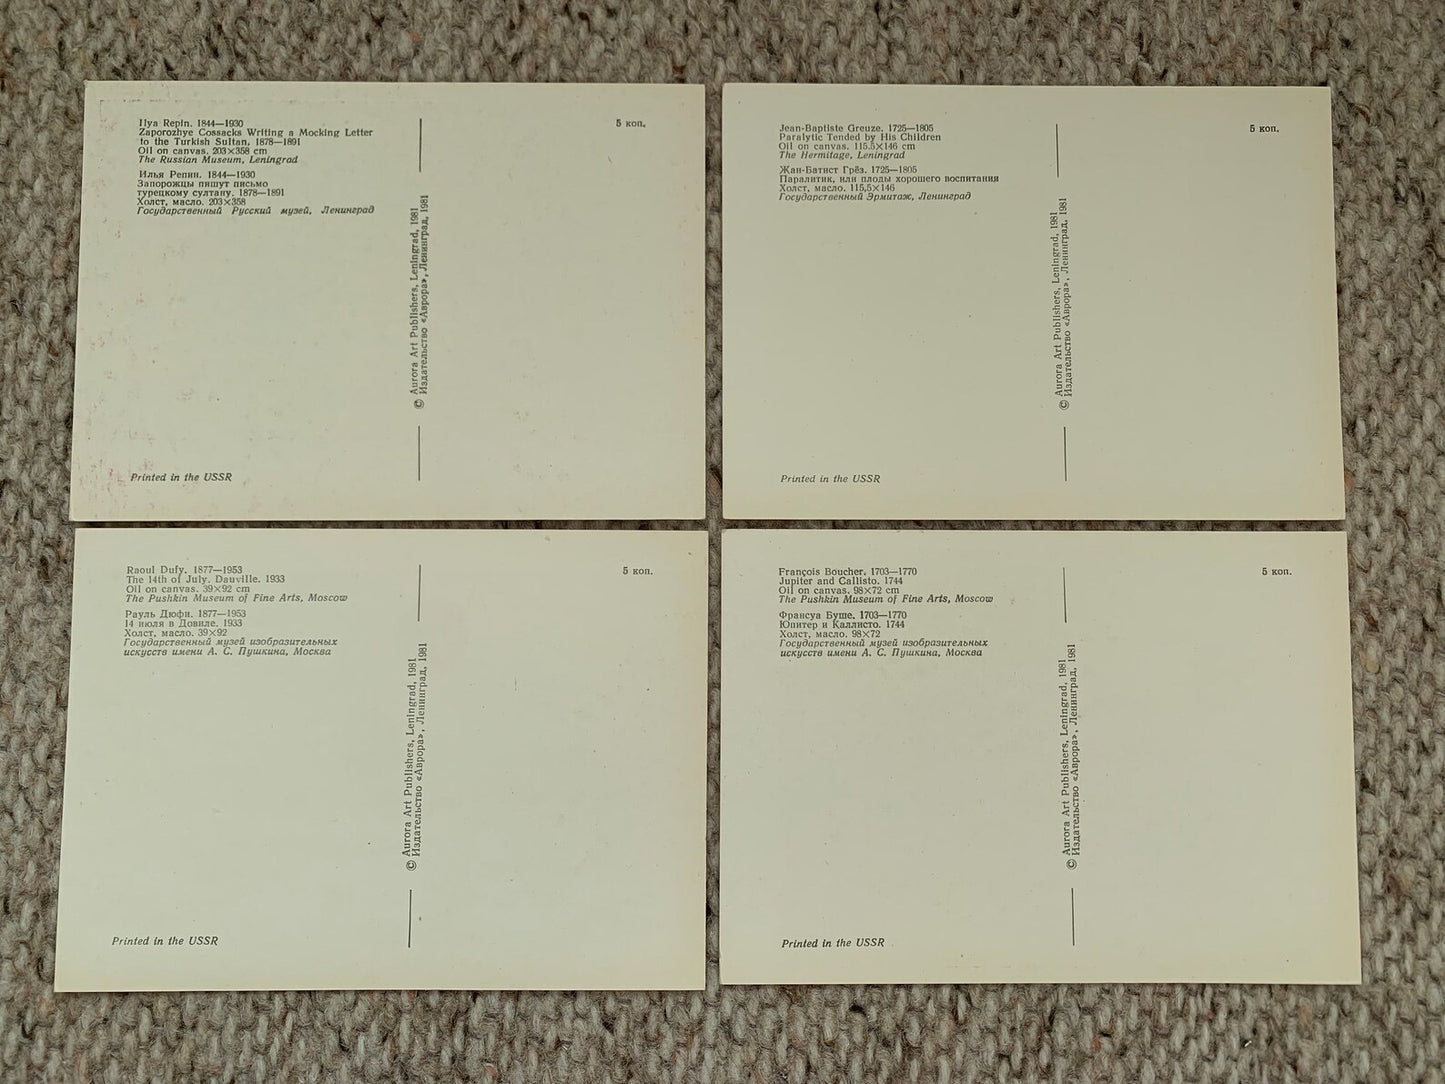 Ilya Repin. 1844—1930
Zaporozhye Cossacks Writing a Mocking Letter
to the Turkish Sultan. 1878—1891
Oil on canvas. 203×358 cm
The Russian Museum, Leningrad
Илья Репин. 1844—1930
Запорожцы пишут письмо
турецкому султану. 1878—1891
Холст, масло. 203×358
Государственный Русский музей, Ленинград
5 коп.
© Aurora Art Publishers, Leningrad, 1981
Издательство «Аврора», Ленинград, 1981
Printed in the USSR
Jean-Baptiste Greuze. 1725—1805
Paralytic Tended by His Children
Oil on canvas. 115.5×146 cm
The Hermitage, Leningrad
Жан-Батист Грёз. 1725—1805
Паралитик, или плоды хорошего воспитания
Холст, масло. 115,5×146
Государственный Эрмитаж, Ленинград
5 коп.
© Aurora Art Publishers, Leningrad, 1981
Издательство «Аврора», Ленинград, 1981
Printed in the USSR
Raoul Dufy. 1877—1953
The 14th of July. Dauville. 1933
Oil on canvas. 39×92 cm
The Pushkin Museum of Fine Arts, Moscow
Рауль Дюфи. 1877—1953
14 июля в Довиле. 1933
Холст, масло. 39×92
Государственный музей изобразительных
искусств имени А. С. Пушкина, Москва
5 коп.
© Aurora Art Publishers, Leningrad, 1981
Издательство «Аврора», Ленинград, 1981
Printed in the USSR
François Boucher. 1703—1770
Jupiter and Callisto. 1744
Oil on canvas. 98×72 cm
The Pushkin Museum of Fine Arts, Moscow
Франсуа Буше. 1703—1770
Юпитер и Каллисто. 1744
Холст, масло. 98×72
Государственный музей изобразительных
искусств имени А. С. Пушкина, Москва
5 коп.
© Aurora Art Publishers, Leningrad, 1981
Издательство «Аврора», Ленинград, 1981
Printed in the USSR